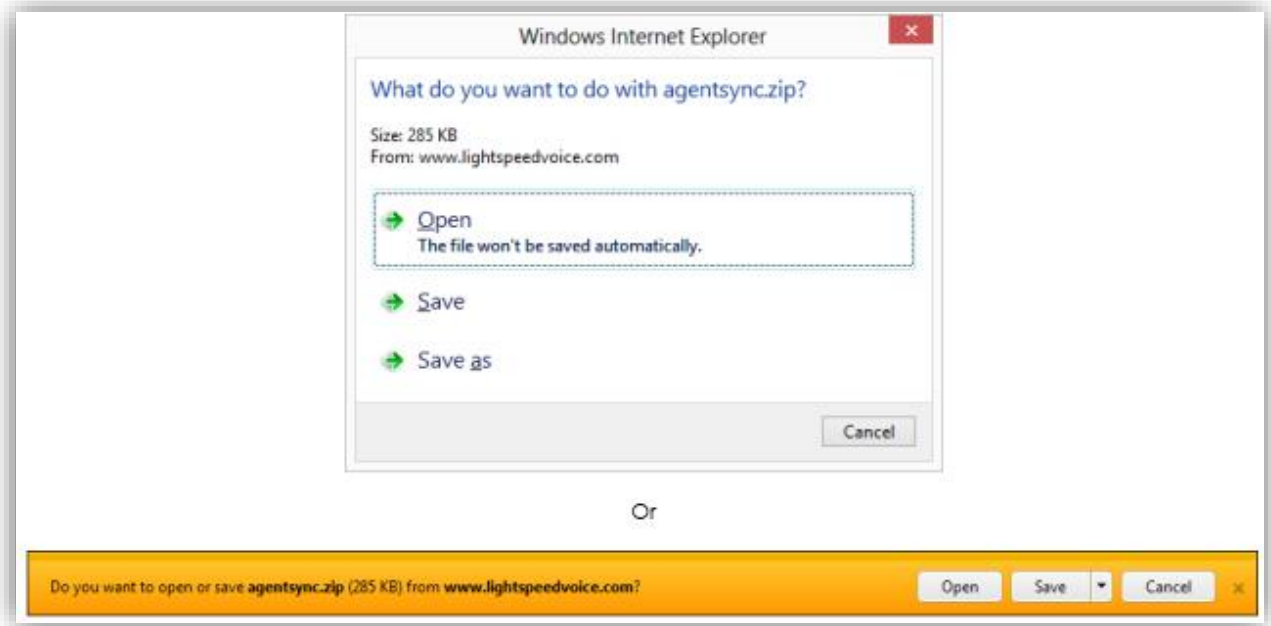 Windows Internet Explorer
What do you want to do with agentsync.zip?
Size: 285 KB
From: www.lightspeedvoice.com
Open
The file won't be saved automatically.
Save
Save as
Cancel
Or
Do you want to open or save agentsync.zip (285 KB) from www.lightspeedvoice.com? Open Save Cancel